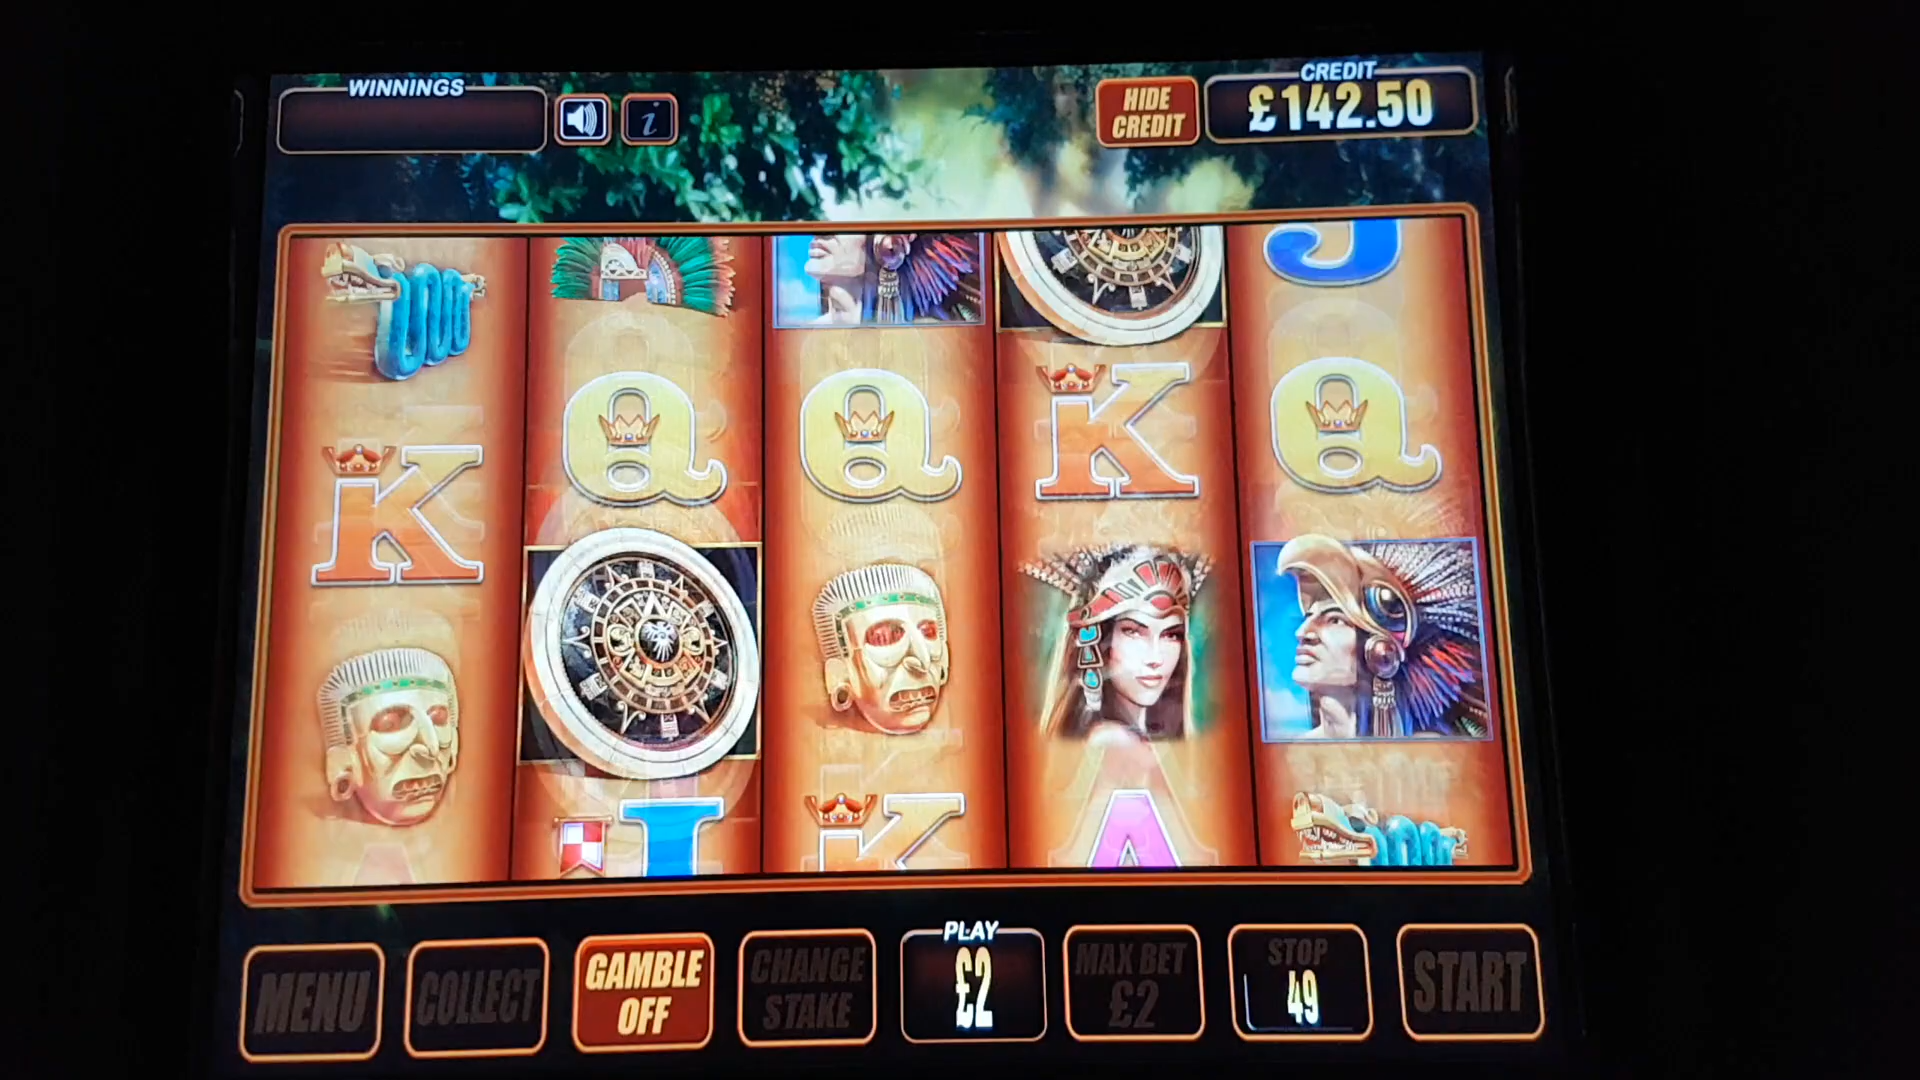 WINNINGS
i
HIDE
CREDIT
CREDIT
£142.50
J
K
Q
Q
K
Q
J
K
A
MENU
COLLECT
GAMBLE
OFF
CHANGE
STAKE
PLAY
£2
MAX BET
£2
STOP
49
START